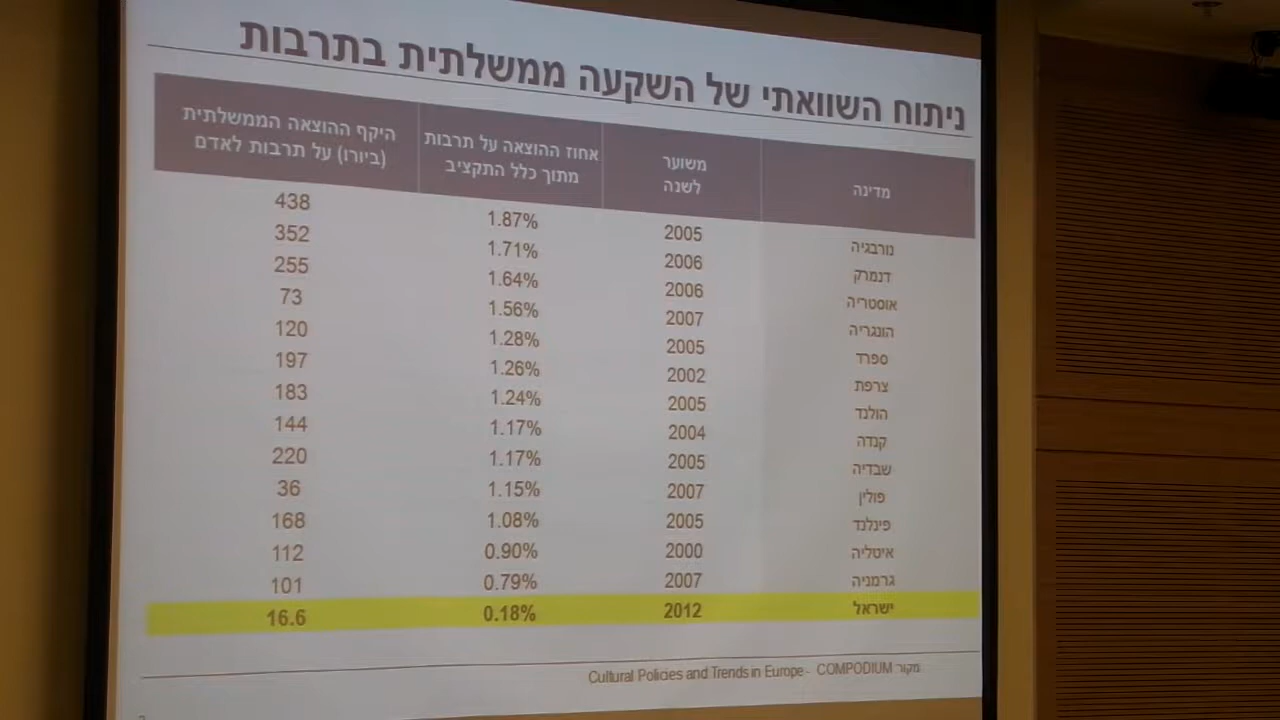 ניתוח השוואתי של השקעה ממשלתית בתרבות
מדינה	משוער לשנה	אחוז ההוצאה על תרבות מתוך כלל התקציב	היקף ההוצאה הממשלתית (ביורו) על תרבות לאדם
נורבגיה	2005	1.87%	438
דנמרק	2006	1.71%	352
אוסטריה	2006	1.64%	255
הונגריה	2007	1.56%	73
ספרד	2005	1.28%	120
צרפת	2002	1.26%	197
הולנד	2005	1.24%	183
קנדה	2004	1.17%	144
שבדיה	2005	1.17%	220
פולין	2007	1.15%	36
פינלנד	2005	1.08%	168
איטליה	2000	0.90%	112
גרמניה	2007	0.79%	101
ישראל	2012	0.18%	16.6
מקור: Cultural Policies and Trends in Europe - COMPODIUM